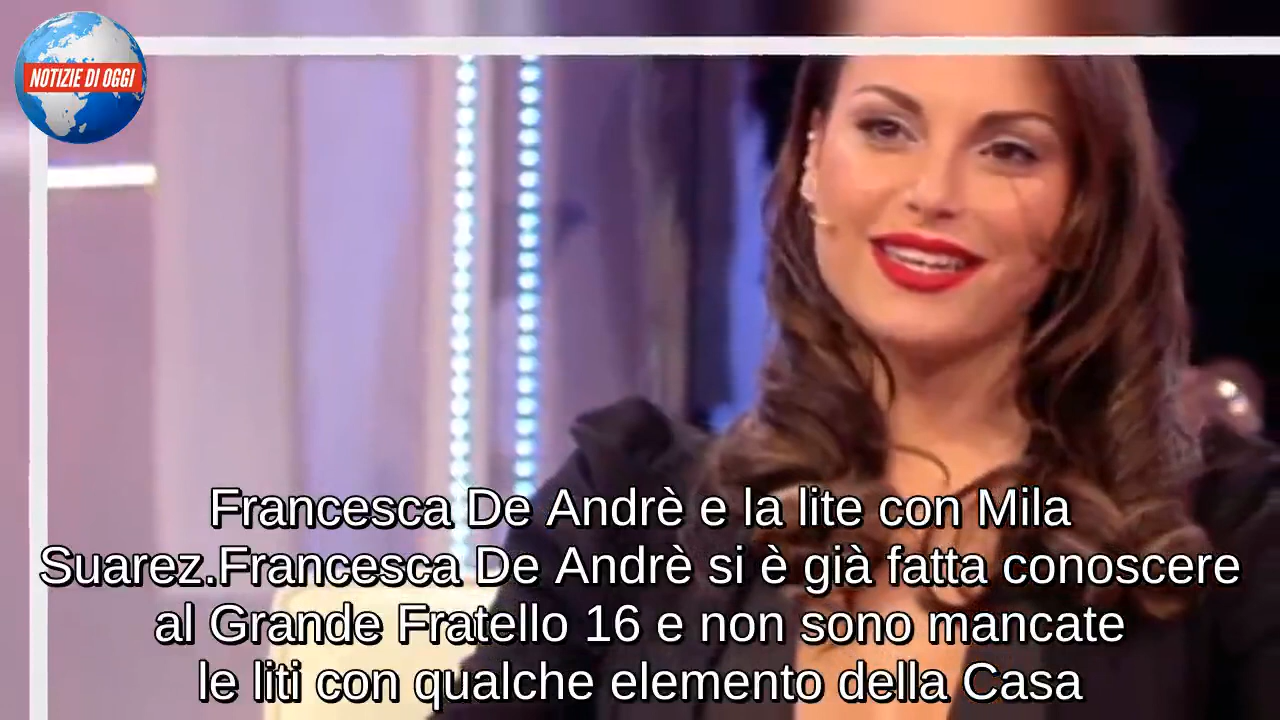 NOTIZIE DI OGGI
Francesca De Andrè e la lite con Mila
Suarez.Francesca De Andrè si è già fatta conoscere
al Grande Fratello 16 e non sono mancate
le liti con qualche elemento della Casa